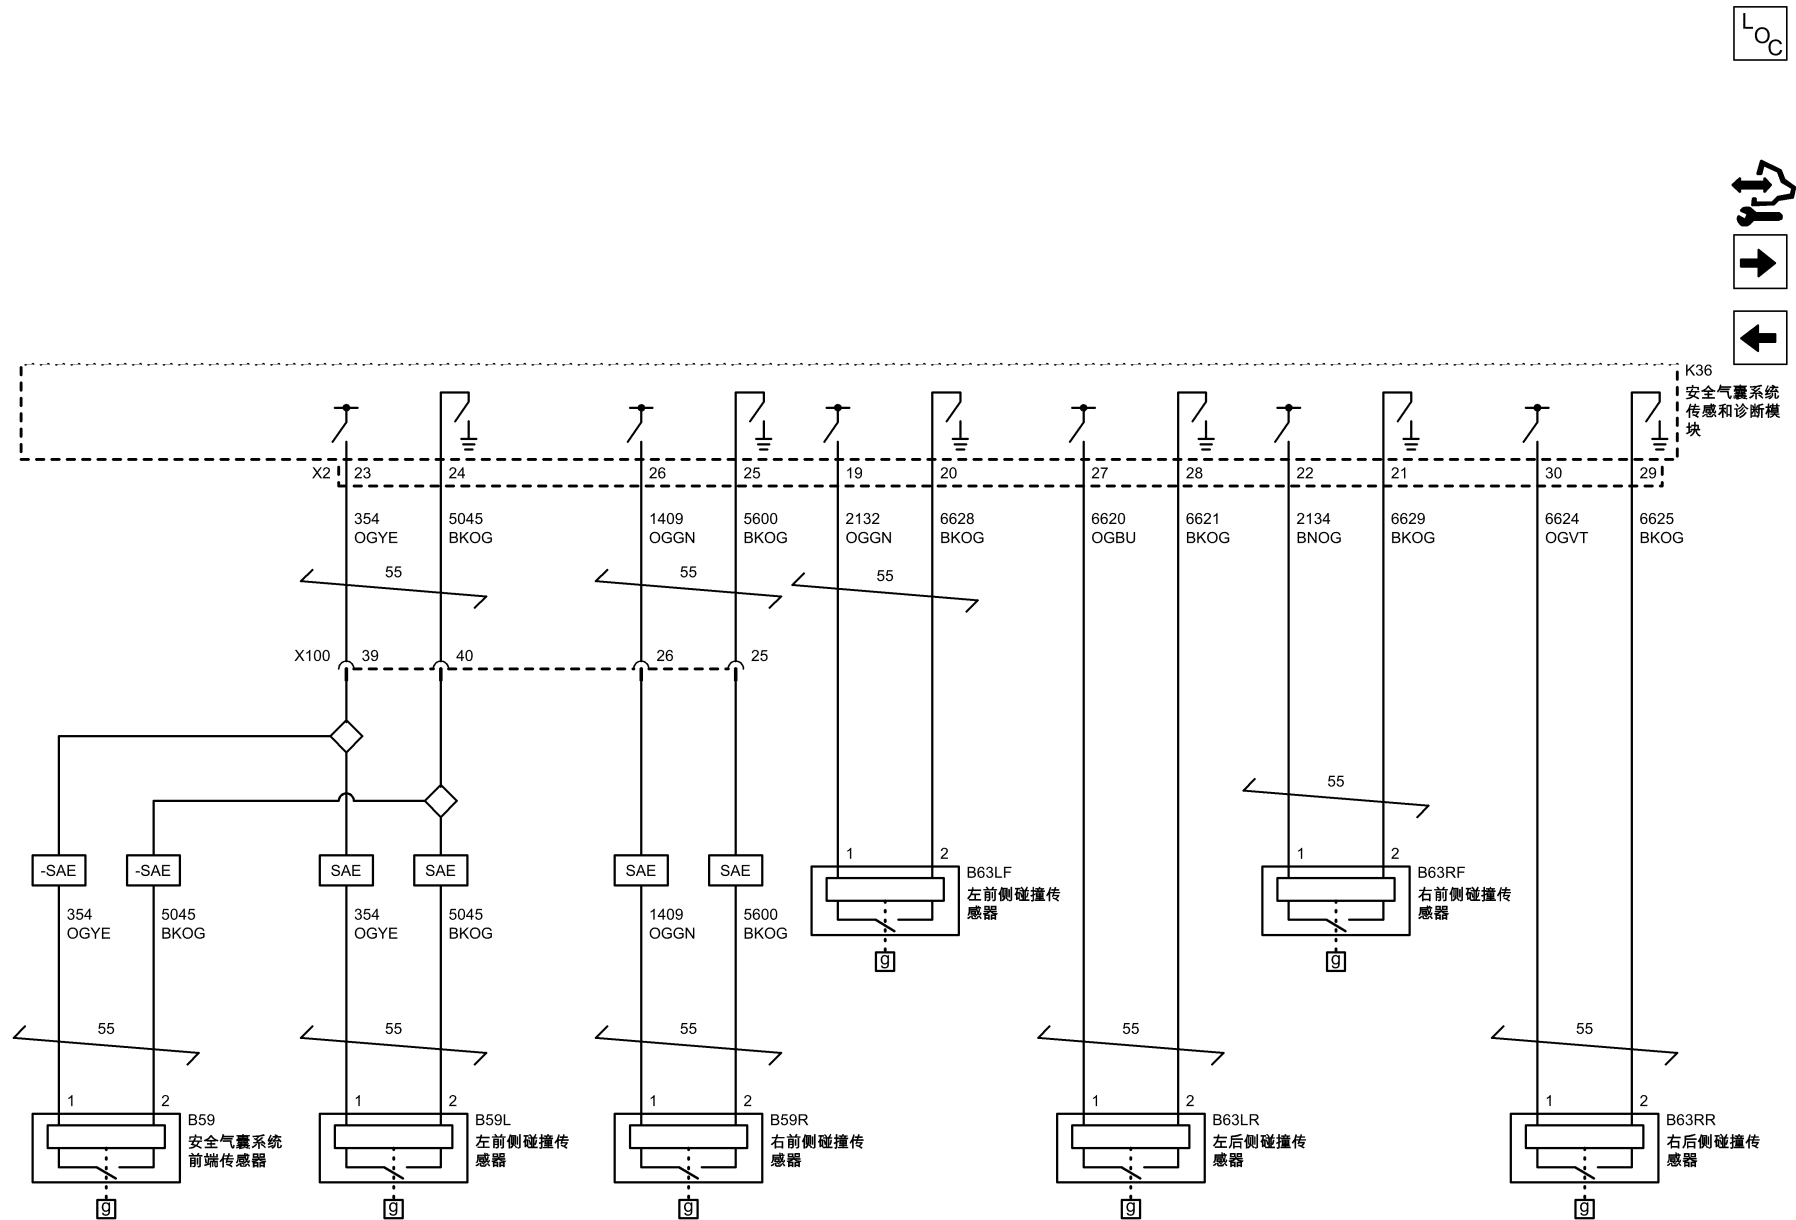 LOC
K36
安全气囊系统
传感和诊断模
块
X2 23 24 26 25 19 20 27 28 22 21 30 29
354 5045 1409 5600 2132 6628 6620 6621 2134 6629 6624 6625
OGYE BKOG OGGN BKOG OGGN BKOG OGBU BKOG BNOG BKOG OGVT BKOG
55 55 55
X100 39 40 26 25
55
-SAE -SAE SAE SAE SAE SAE
1 2 1 2
B63LF B63RF
左前侧碰撞传 右前侧碰撞传
感器 感器
354 5045 354 5045 1409 5600
OGYE BKOG OGYE BKOG OGGN BKOG
g g
55 55 55 55 55
1 2 1 2 1 2 1 2 1 2
B59 B59L B59R B63LR B63RR
安全气囊系统 左前侧碰撞传 右前侧碰撞传 左后侧碰撞传 右后侧碰撞传
前端传感器 感器 感器 感器 感器
g g g g g